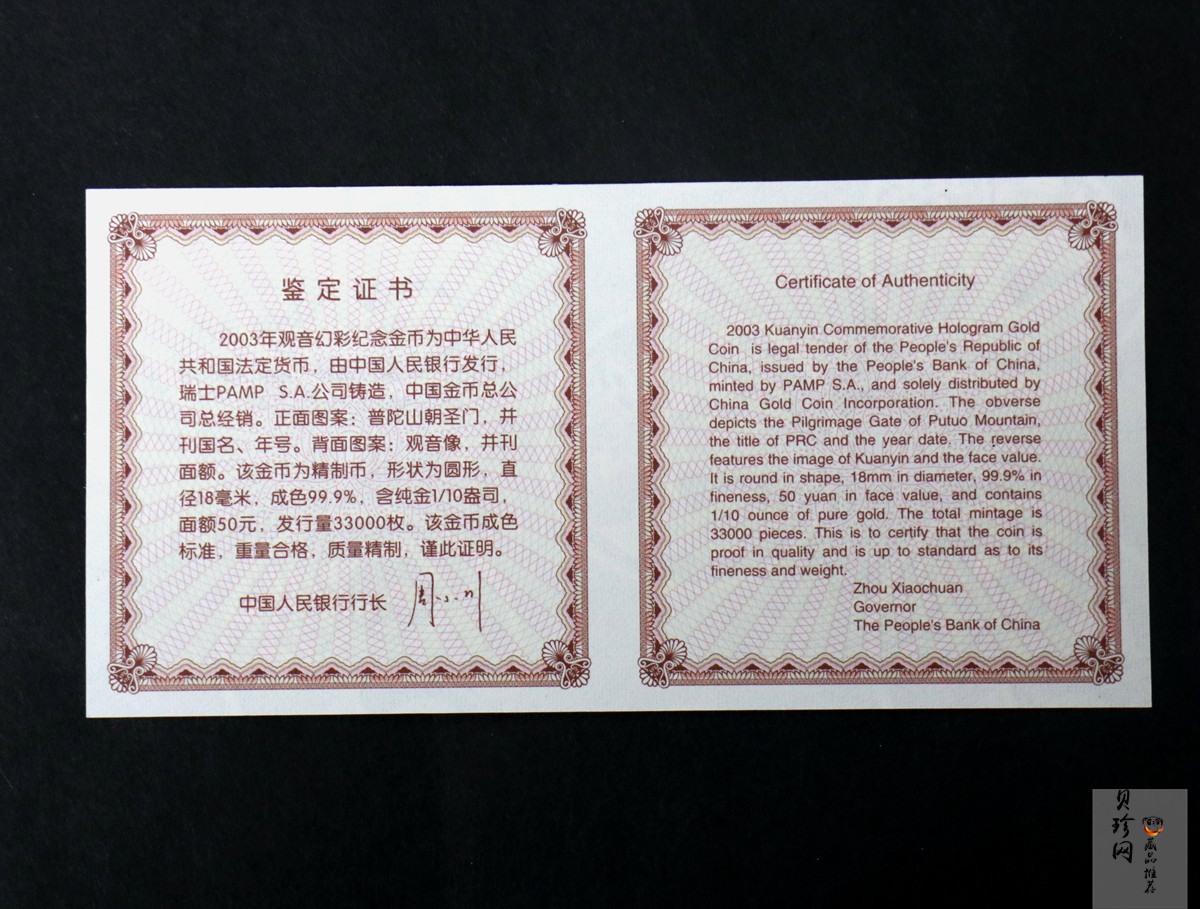 鉴定证书
2003年观音幻彩纪念金币为中华人民
共和国法定货币，由中国人民银行发行，
瑞士PAMP S.A.公司铸造，中国金币总公
司总经销。正面图案：普陀山朝圣门，并
刊国名、年号。背面图案：观音像，并刊
面额。该金币为精制币，形状为圆形，直
径18毫米，成色99.9%，含纯金1/10盎司，
面额50元，发行量33000枚。该金币成色
标准，重量合格，质量精制，谨此证明。
中国人民银行行长 周小川
Certificate of Authenticity
2003 Kuanyin Commemorative Hologram Gold
Coin is legal tender of the People's Republic of
China, issued by the People's Bank of China,
minted by PAMP S.A., and solely distributed by
China Gold Coin Incorporation. The obverse
depicts the Pilgrimage Gate of Putuo Mountain,
the title of PRC and the year date. The reverse
features the image of Kuanyin and the face value.
It is round in shape, 18mm in diameter, 99.9% in
fineness, 50 yuan in face value, and contains
1/10 ounce of pure gold. The total mintage is
33000 pieces. This is to certify that the coin is
proof in quality and is up to standard as to its
fineness and weight.
Zhou Xiaochuan
Governor
The People's Bank of China
贝珍网
藏品推荐